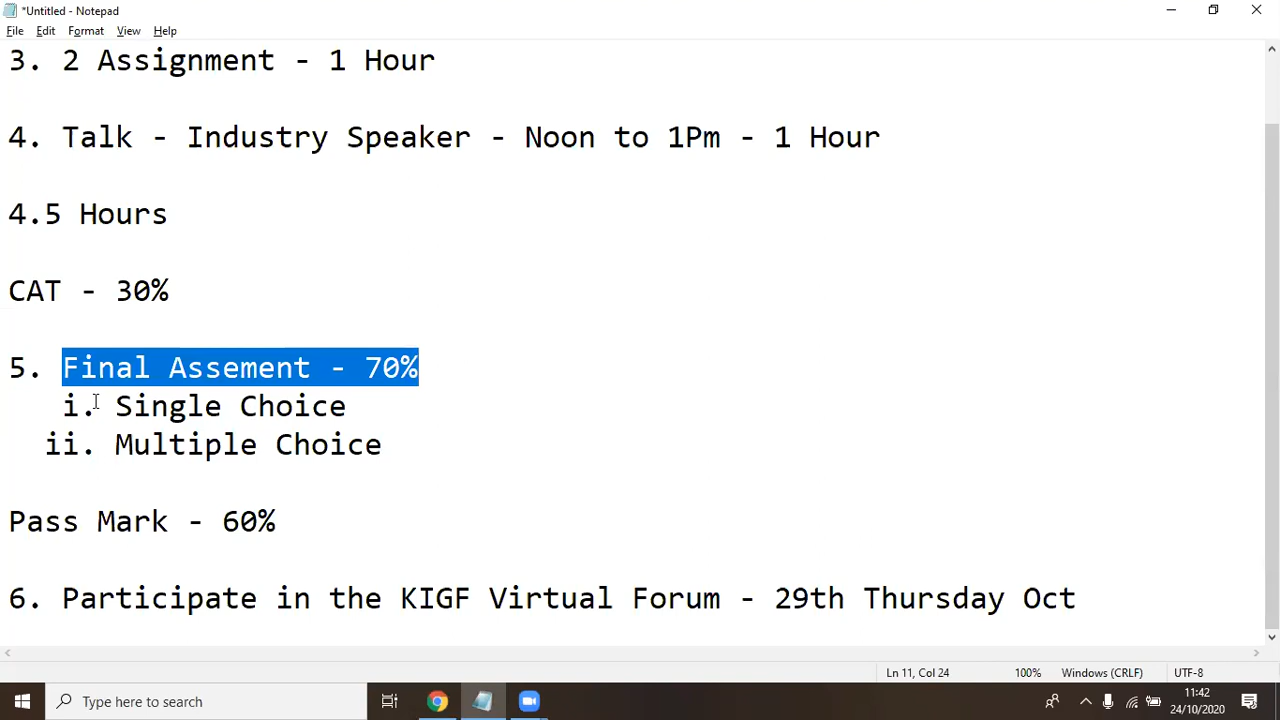 *Untitled - Notepad
File Edit Format View Help
3. 2 Assignment - 1 Hour
4. Talk - Industry Speaker - Noon to 1Pm - 1 Hour
4.5 Hours
CAT - 30%
5. Final Assement - 70%
i. Single Choice
ii. Multiple Choice
Pass Mark - 60%
6. Participate in the KIGF Virtual Forum - 29th Thursday Oct
Ln 11, Col 24 100% Windows (CRLF) UTF-8
Type here to search
11:42
24/10/2020